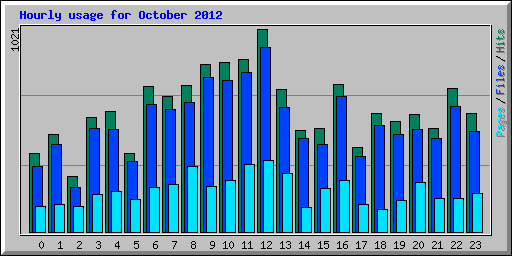 Hourly usage for October 2012
1021
Pages/Files/Hits
0 1 2 3 4 5 6 7 8 9 10 11 12 13 14 15 16 17 18 19 20 21 22 23